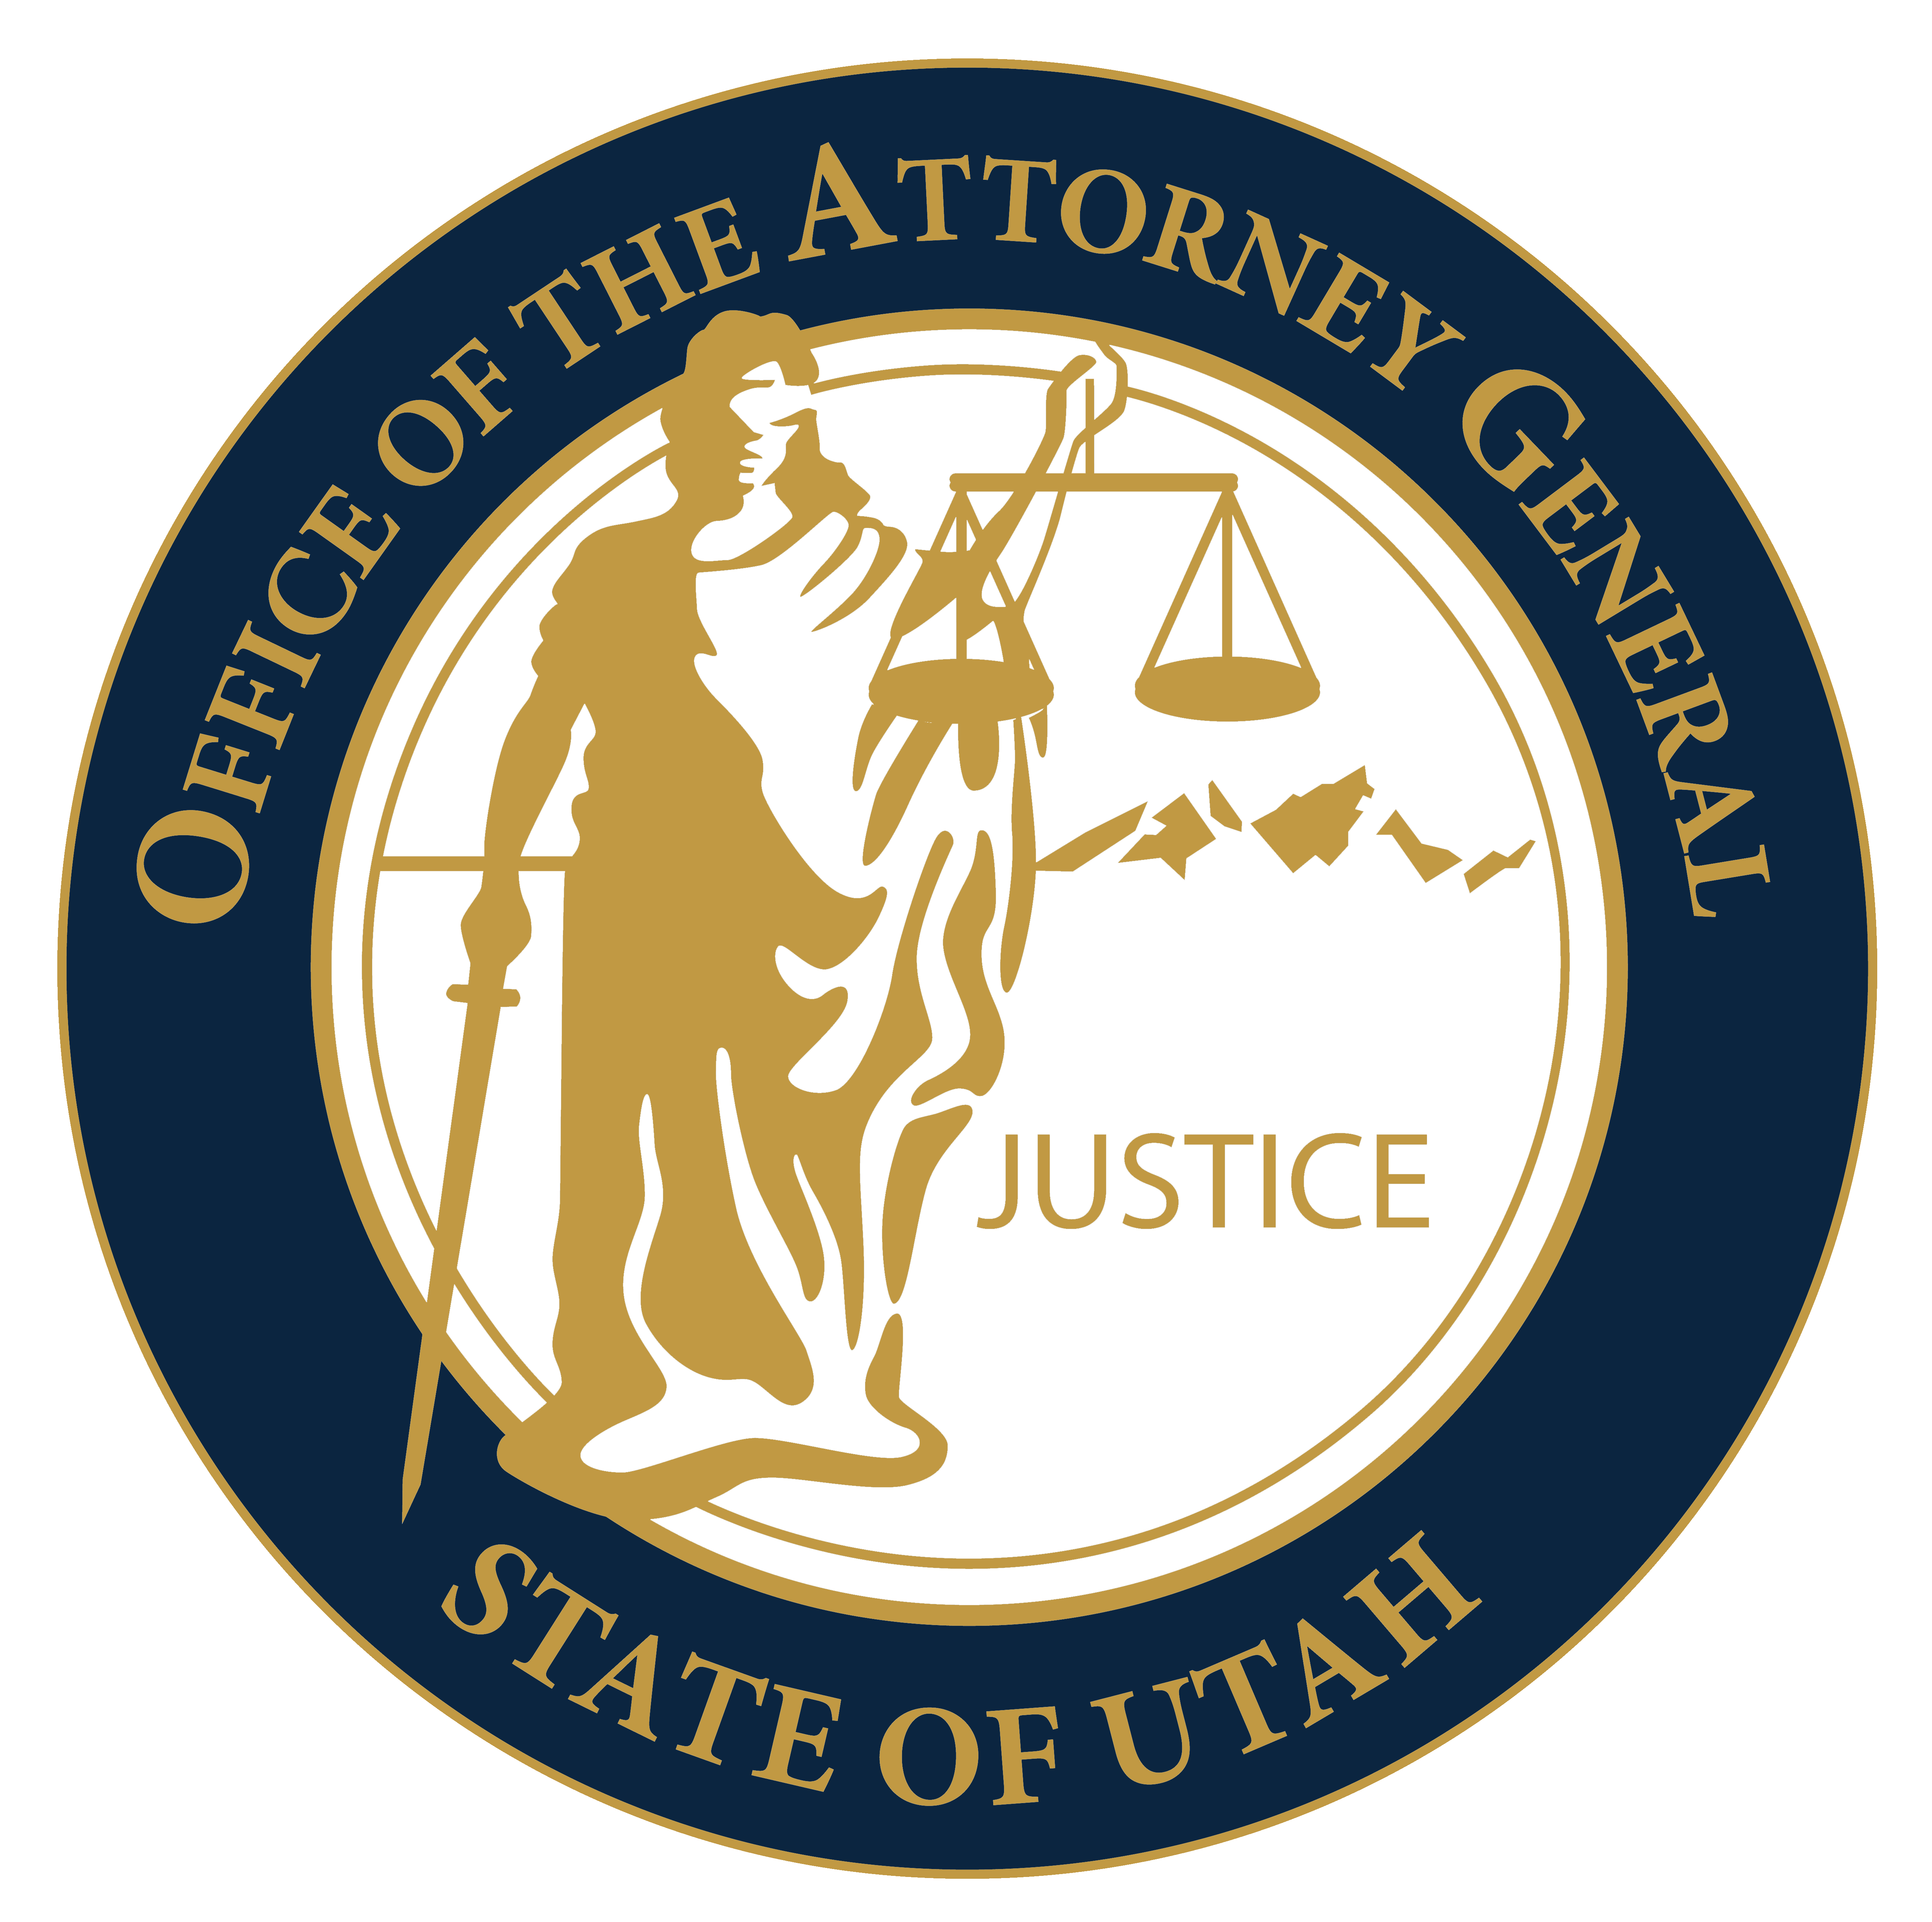 OFFICE OF THE ATTORNEY GENERAL
JUSTICE
STATE OF UTAH